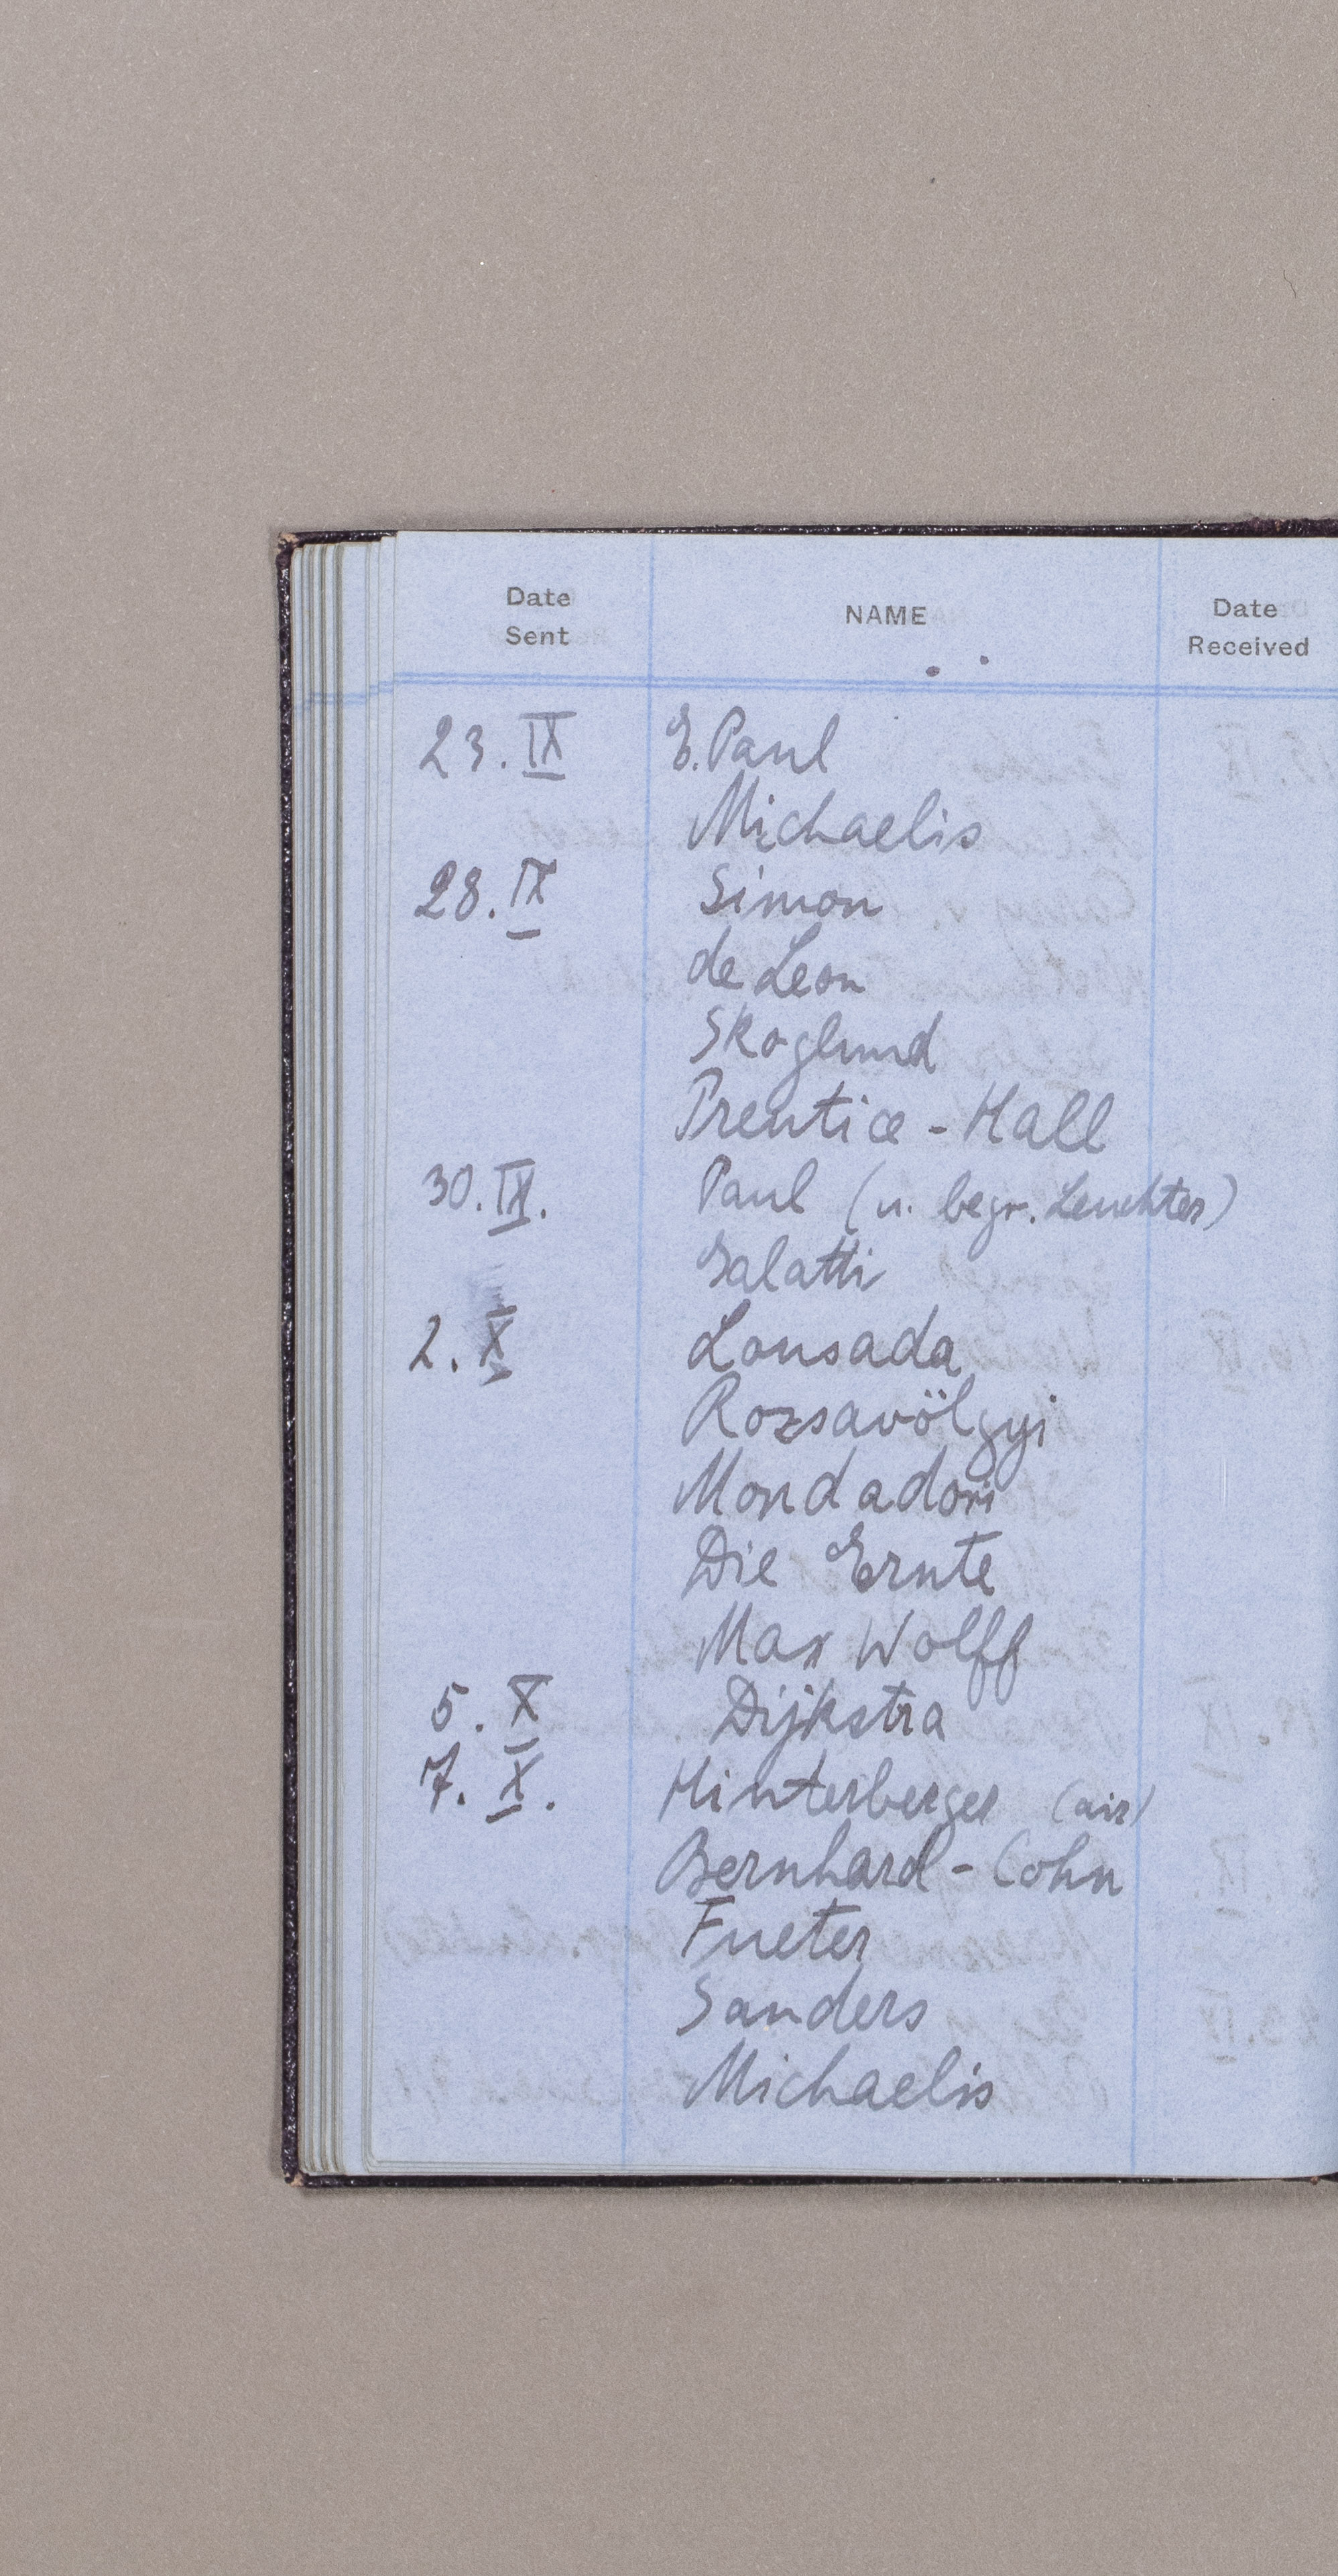 Date Sent NAME Date Received
23. IX E. Paul
Michaelis
28. IX Simon
de Leon
Skoglund
Prentice - Hall
30. IX. Paul (u. begr. Leuchter)
Galatti
2. X Lousada
Rozsavölgyi
Mondadori
Die Ernte
Max Wolff
5. X Dijkstra
7. X. Hinterberger (air)
Bernhard - Cohn
Fueter
Sanders
Michaelis